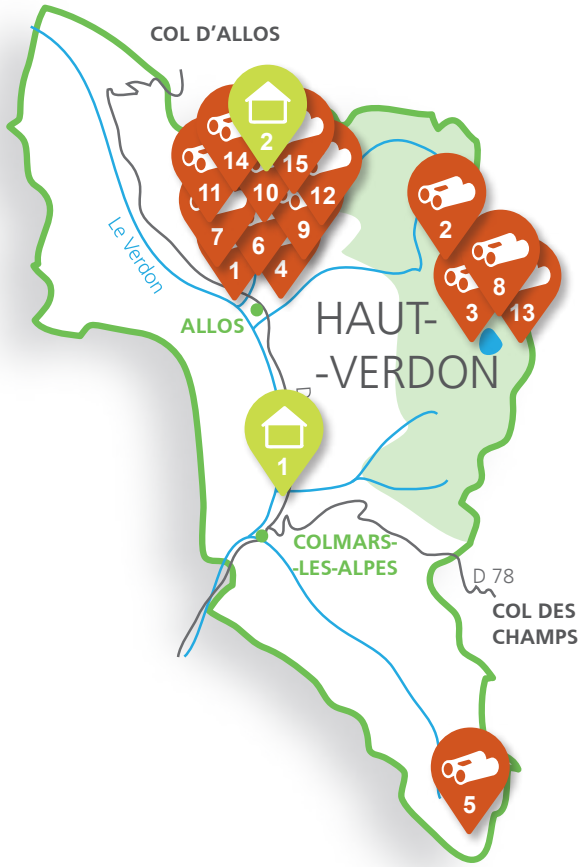 COL D'ALLOS
2
14
15
11
10
12
2
7
6
9
8
1
4
3
13
Le Verdon
ALLOS
HAUT-
-VERDON
D
1
COLMARS-
-LES-ALPES
D 78
COL DES
CHAMPS
5